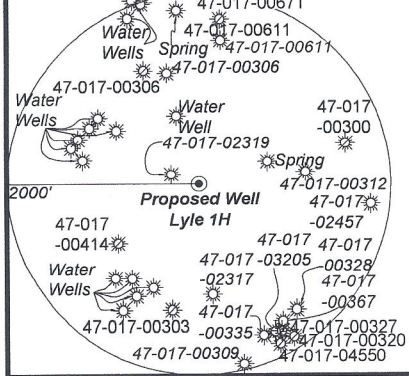 47-017-00671
47-017-00611
Water
Wells
Spring
47-017-00611
47-017-00306
47-017-00306
Water
Wells
Water
Well
47-017
-00300
47-017-02319
Spring
2000'
47-017-00312
Proposed Well
Lyle 1H
47-017
-02457
47-017
-00414
47-017
-03205
47-017
-00328
47-017
-02317
47-017
-00367
Water
Wells
47-017-00303
47-017
-00335
47-017-00327
47-017-00320
47-017-00309
47-017-04550